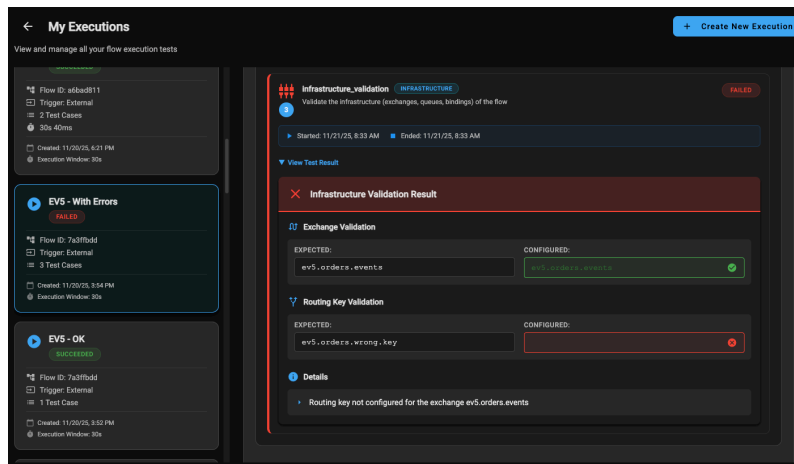 My Executions
Create New Execution
View and manage all your flow execution tests
SUCCEEDED
Flow ID: a6bad811
Trigger: External
2 Test Cases
30s 40ms
Created: 11/20/25, 6:21 PM
Execution Window: 30s
EV5 - With Errors
FAILED
Flow ID: 7a3ffbdd
Trigger: External
3 Test Cases
Created: 11/20/25, 3:54 PM
Execution Window: 30s
EV5 - OK
SUCCEEDED
Flow ID: 7a3ffbdd
Trigger: External
1 Test Case
Created: 11/20/25, 3:52 PM
Execution Window: 30s
infrastructure_validation INFRASTRUCTURE FAILED
3 Validate the infrastructure (exchanges, queues, bindings) of the flow
Started: 11/21/25, 8:33 AM Ended: 11/21/25, 8:33 AM
View Test Result
Infrastructure Validation Result
Exchange Validation
EXPECTED: CONFIGURED:
ev5.orders.events ev5.orders.events
Routing Key Validation
EXPECTED: CONFIGURED:
ev5.orders.wrong.key
Details
Routing key not configured for the exchange ev5.orders.events